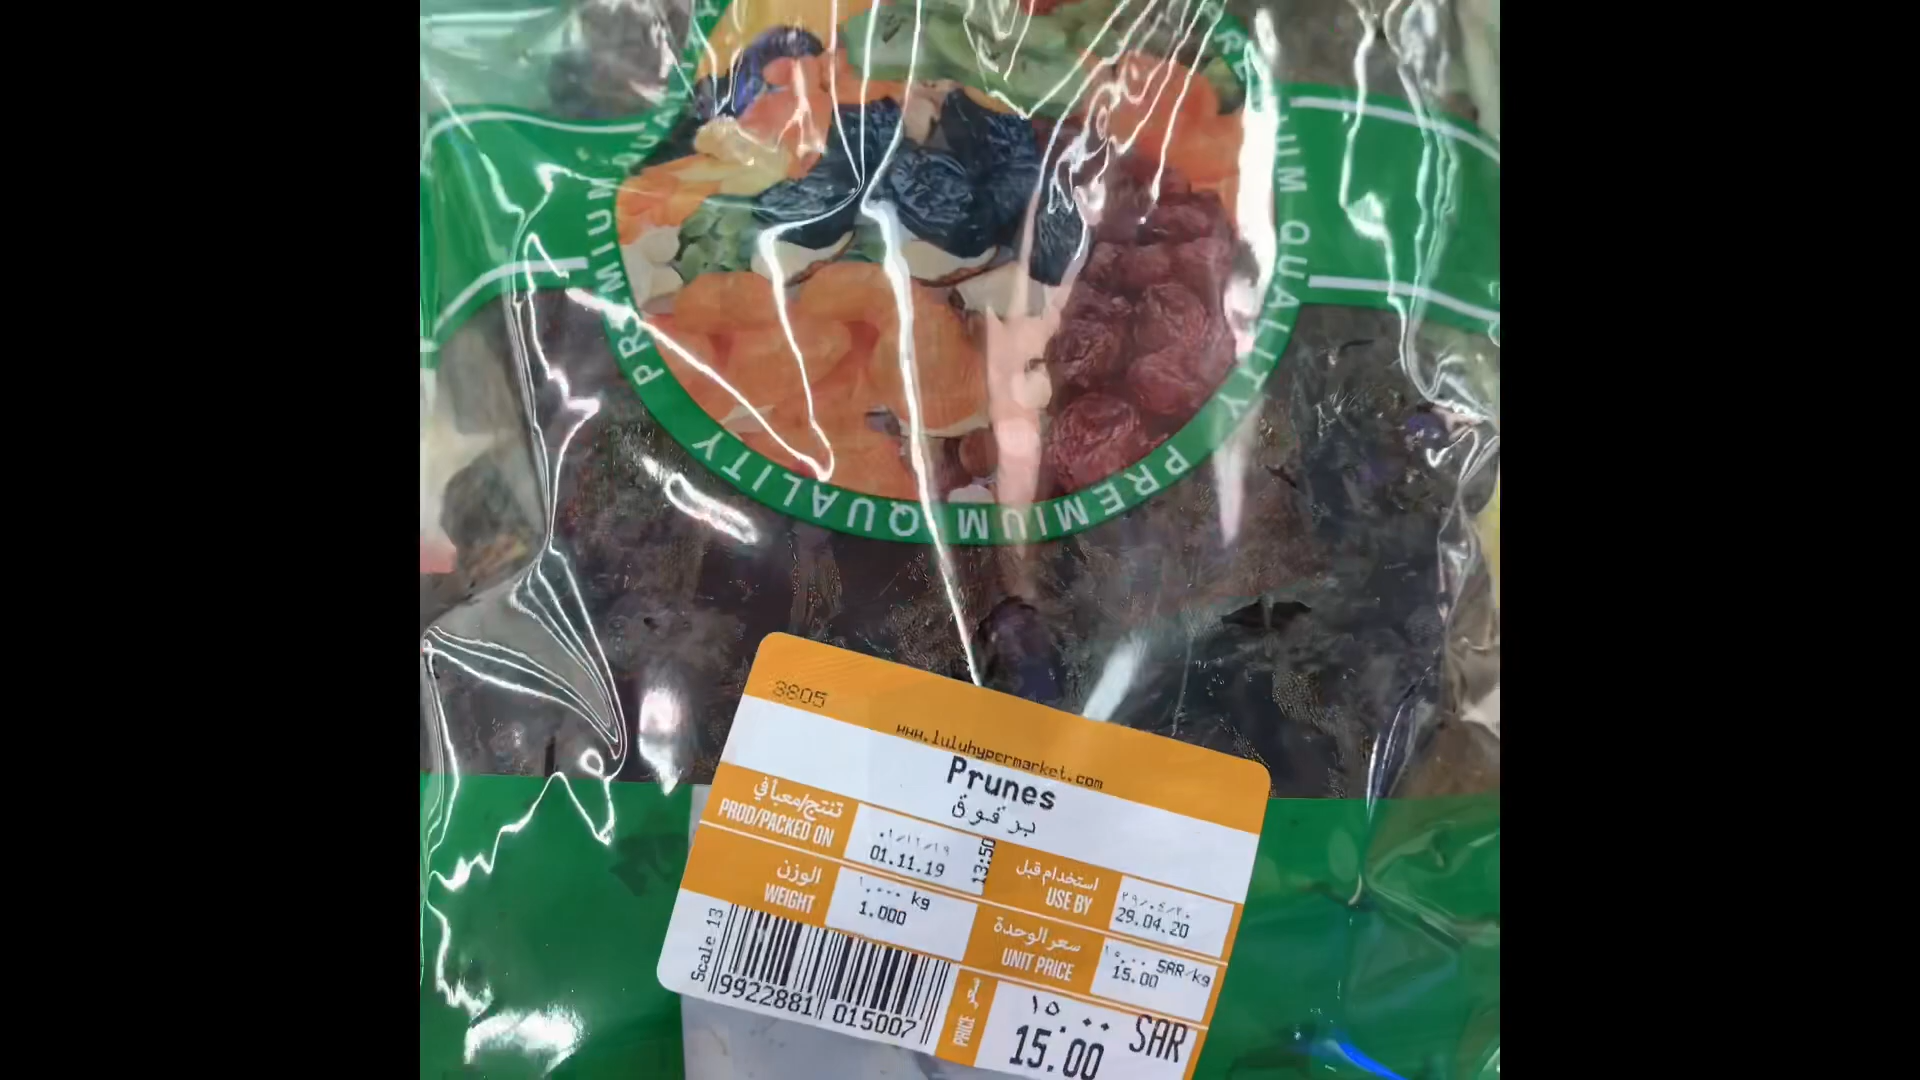 PREMIUM QUALITY PREMIUM QUALITY
3805
www.luluhypermarket.com
Prunes
برقوق
تنتج/معبأ في
PROD/PACKED ON
01.11.19
13:50
استخدام قبل
USE BY
٢٩/٠٤/٢٠
29.04.20
الوزن
WEIGHT
١.٠٠٠ kg
1.000
سعر الوحدة
UNIT PRICE
١٥.٠٠ SAR/kg
15.00
Scale 13
9922881 015007
سعر
PRICE
١٥.٠٠
15.00 SAR